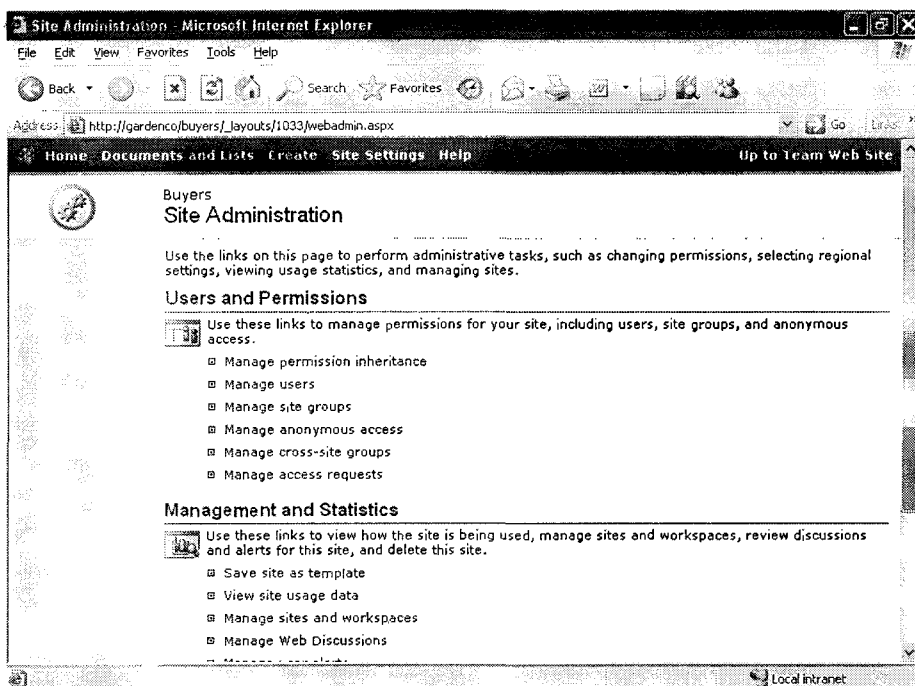 Site Administration - Microsoft Internet Explorer
File Edit View Favorites Tools Help
Back Search Favorites
Address http://gardenco/buyers/_layouts/1033/webadmin.aspx Go Links
Home Documents and Lists Create Site Settings Help Up to Team Web Site
Buyers
Site Administration
Use the links on this page to perform administrative tasks, such as changing permissions, selecting regional
settings, viewing usage statistics, and managing sites.
Users and Permissions
Use these links to manage permissions for your site, including users, site groups, and anonymous
access.
Manage permission inheritance
Manage users
Manage site groups
Manage anonymous access
Manage cross-site groups
Manage access requests
Management and Statistics
Use these links to view how the site is being used, manage sites and workspaces, review discussions
and alerts for this site, and delete this site.
Save site as template
View site usage data
Manage sites and workspaces
Manage Web Discussions
Local intranet